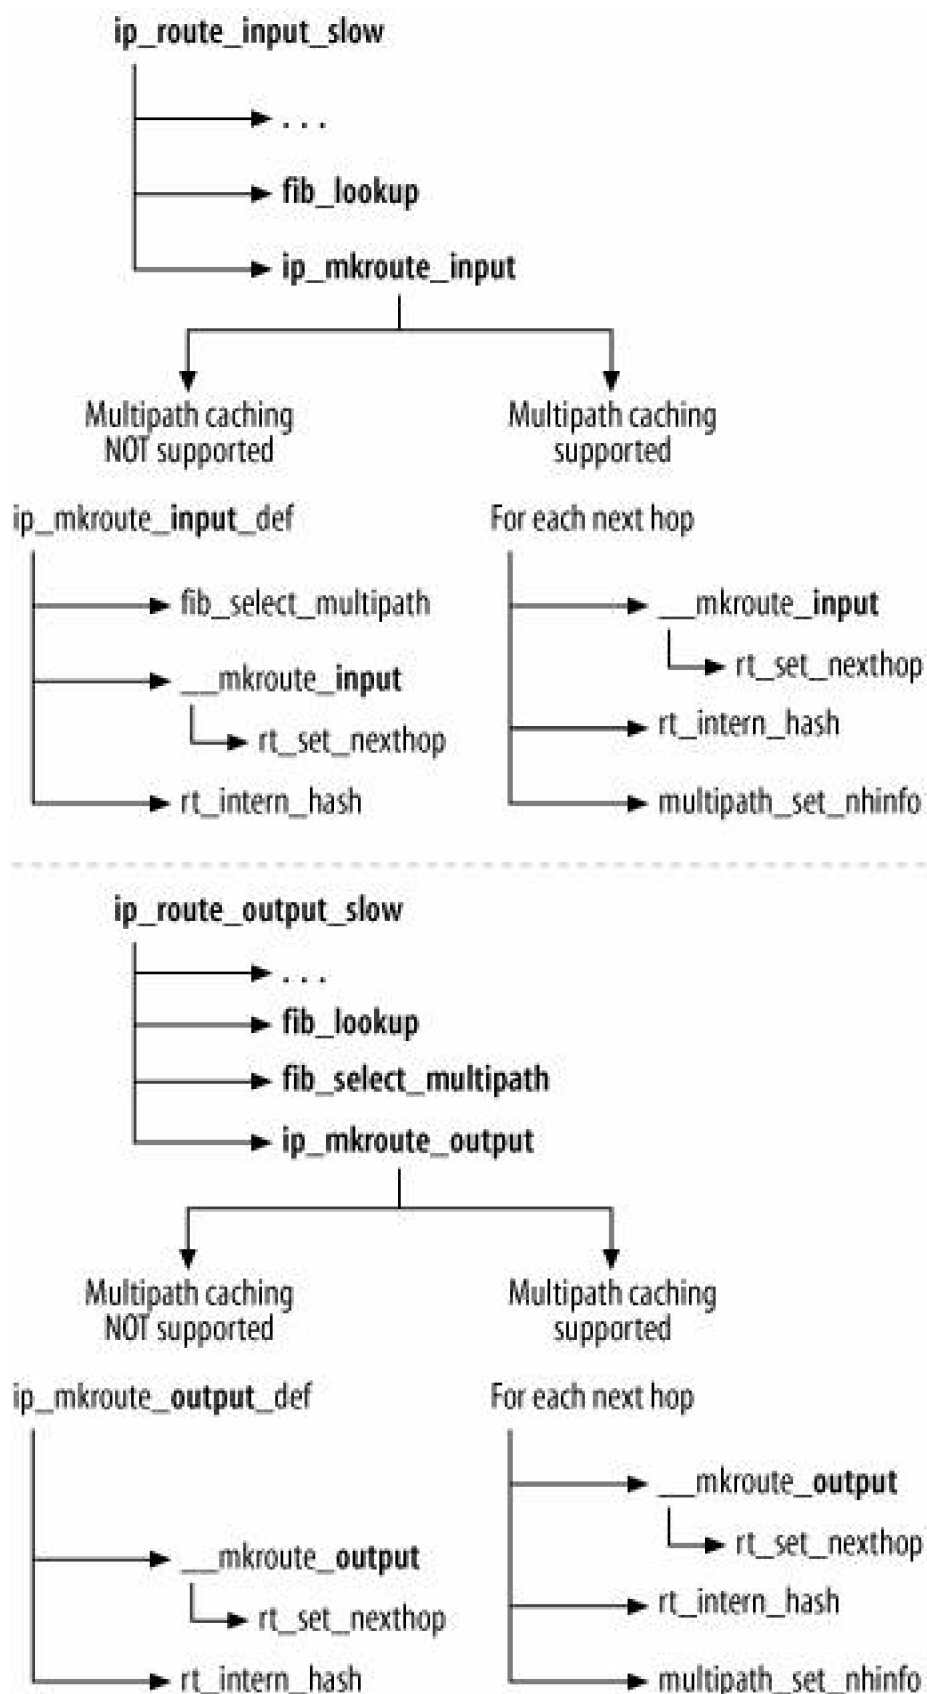 ip_route_input_slow
. . .
fib_lookup
ip_mkroute_input
Multipath caching
NOT supported
Multipath caching
supported
ip_mkroute_input_def
fib_select_multipath
__mkroute_input
rt_set_nexthop
rt_intern_hash
For each next hop
__mkroute_input
rt_set_nexthop
rt_intern_hash
multipath_set_nhinfo
ip_route_output_slow
. . .
fib_lookup
fib_select_multipath
ip_mkroute_output
Multipath caching
NOT supported
Multipath caching
supported
ip_mkroute_output_def
__mkroute_output
rt_set_nexthop
rt_intern_hash
For each next hop
__mkroute_output
rt_set_nexthop
rt_intern_hash
multipath_set_nhinfo